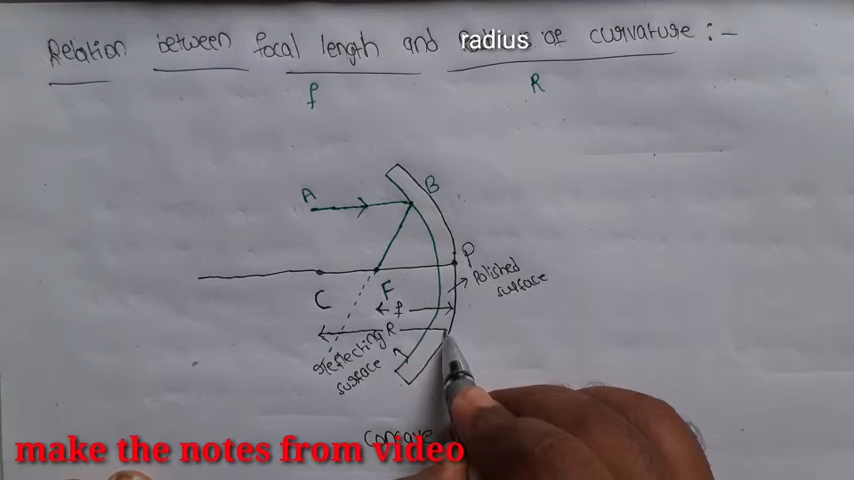 Relation between focal length and radius of curvature :-
f R
A B
P
C F
Polished
surface
f
R
reflecting
surface
concave
make the notes from video